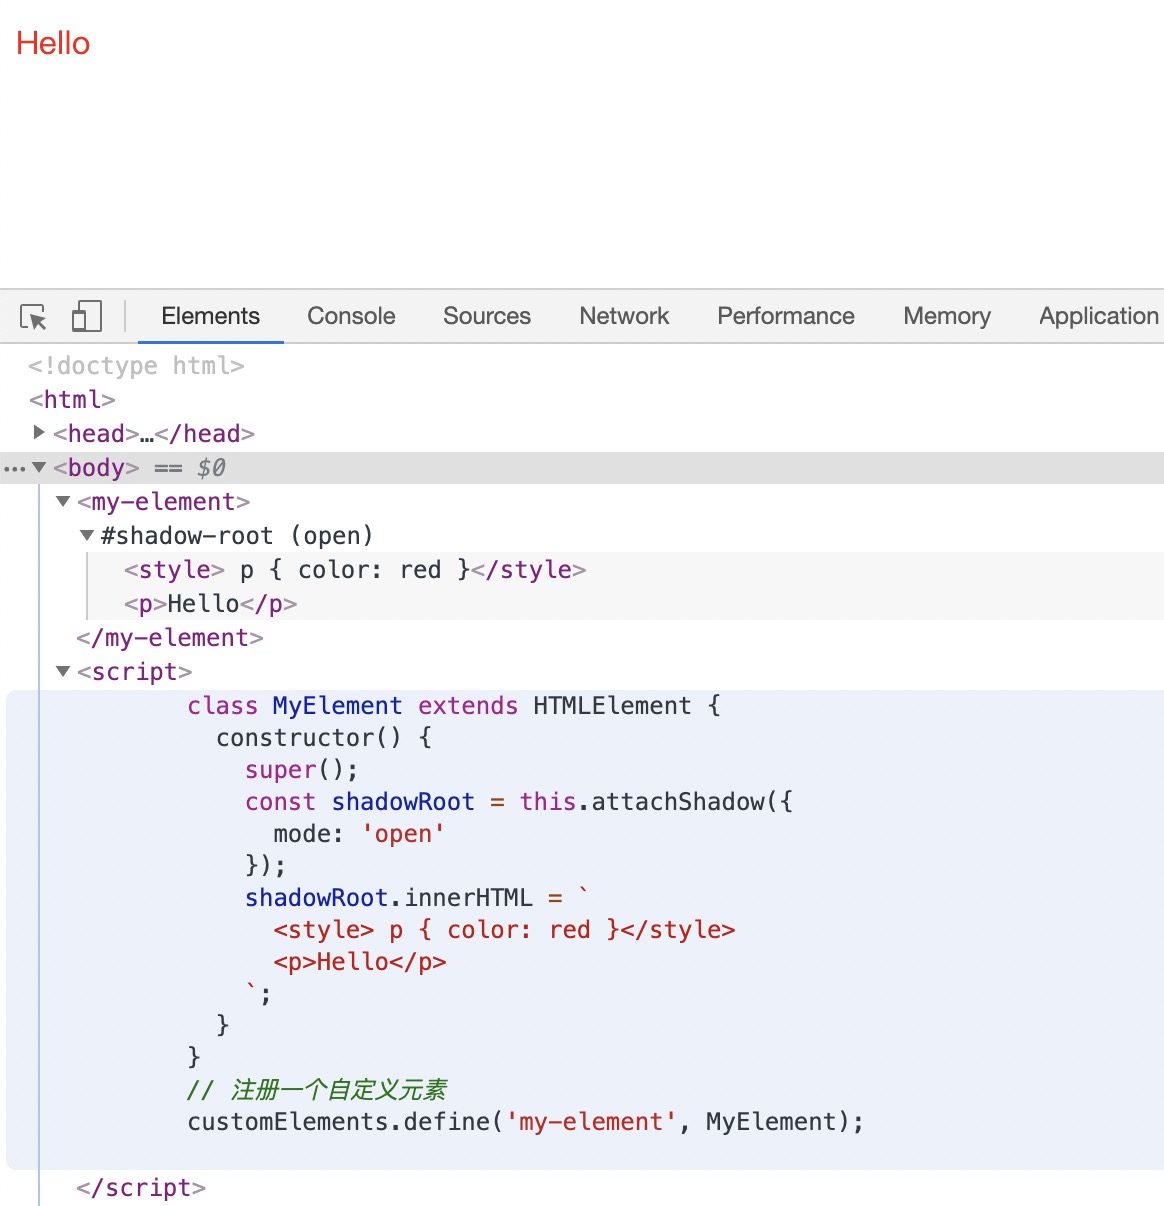 Hello
Elements Console Sources Network Performance Memory Application
<!doctype html>
<html>
<head>…</head>
<body> == $0
<my-element>
#shadow-root (open)
<style> p { color: red }</style>
<p>Hello</p>
</my-element>
<script>
class MyElement extends HTMLElement {
constructor() {
super();
const shadowRoot = this.attachShadow({
mode: 'open'
});
shadowRoot.innerHTML = `
<style> p { color: red }</style>
<p>Hello</p>
`;
}
}
// 注册一个自定义元素
customElements.define('my-element', MyElement);
</script>